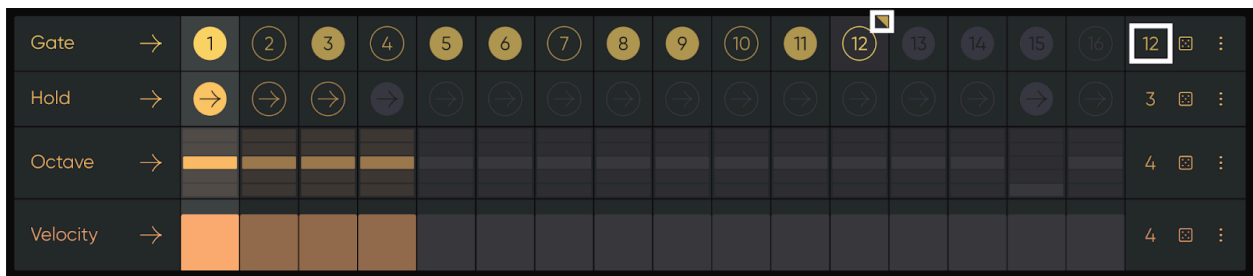 Gate → 1 2 3 4 5 6 7 8 9 10 11 12 13 14 15 16 12
Hold → → → → → → → → → → → → → → → → → 3
Octave → 4
Velocity → 4